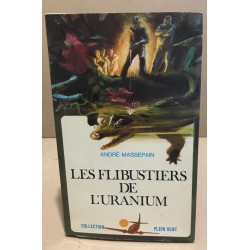 ANDRÉ MASSEPAIN
LES FLIBUSTIERS
DE
L'URANIUM
COLLECTION PLEIN VENT